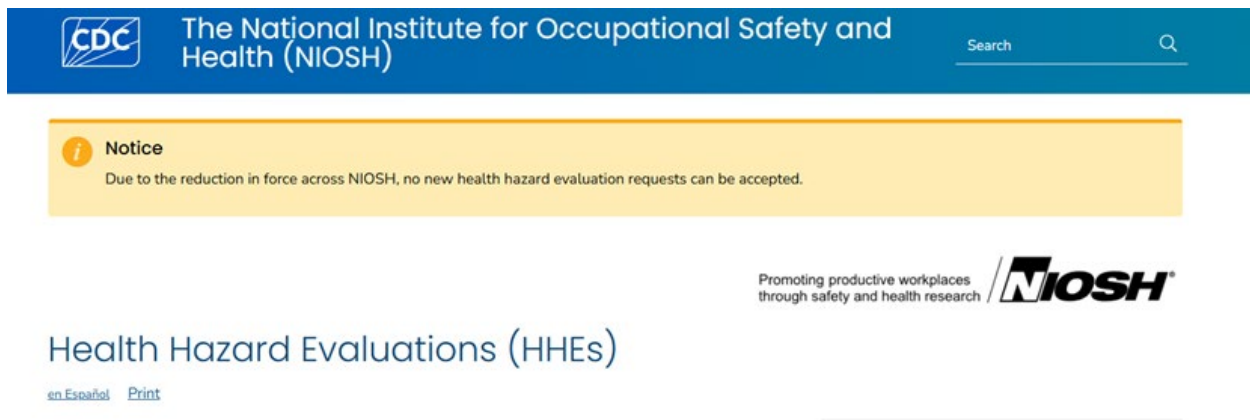 CDC
The National Institute for Occupational Safety and
Health (NIOSH)
Search
Notice
Due to the reduction in force across NIOSH, no new health hazard evaluation requests can be accepted.
Promoting productive workplaces
through safety and health research
NIOSH®
Health Hazard Evaluations (HHEs)
en Español Print